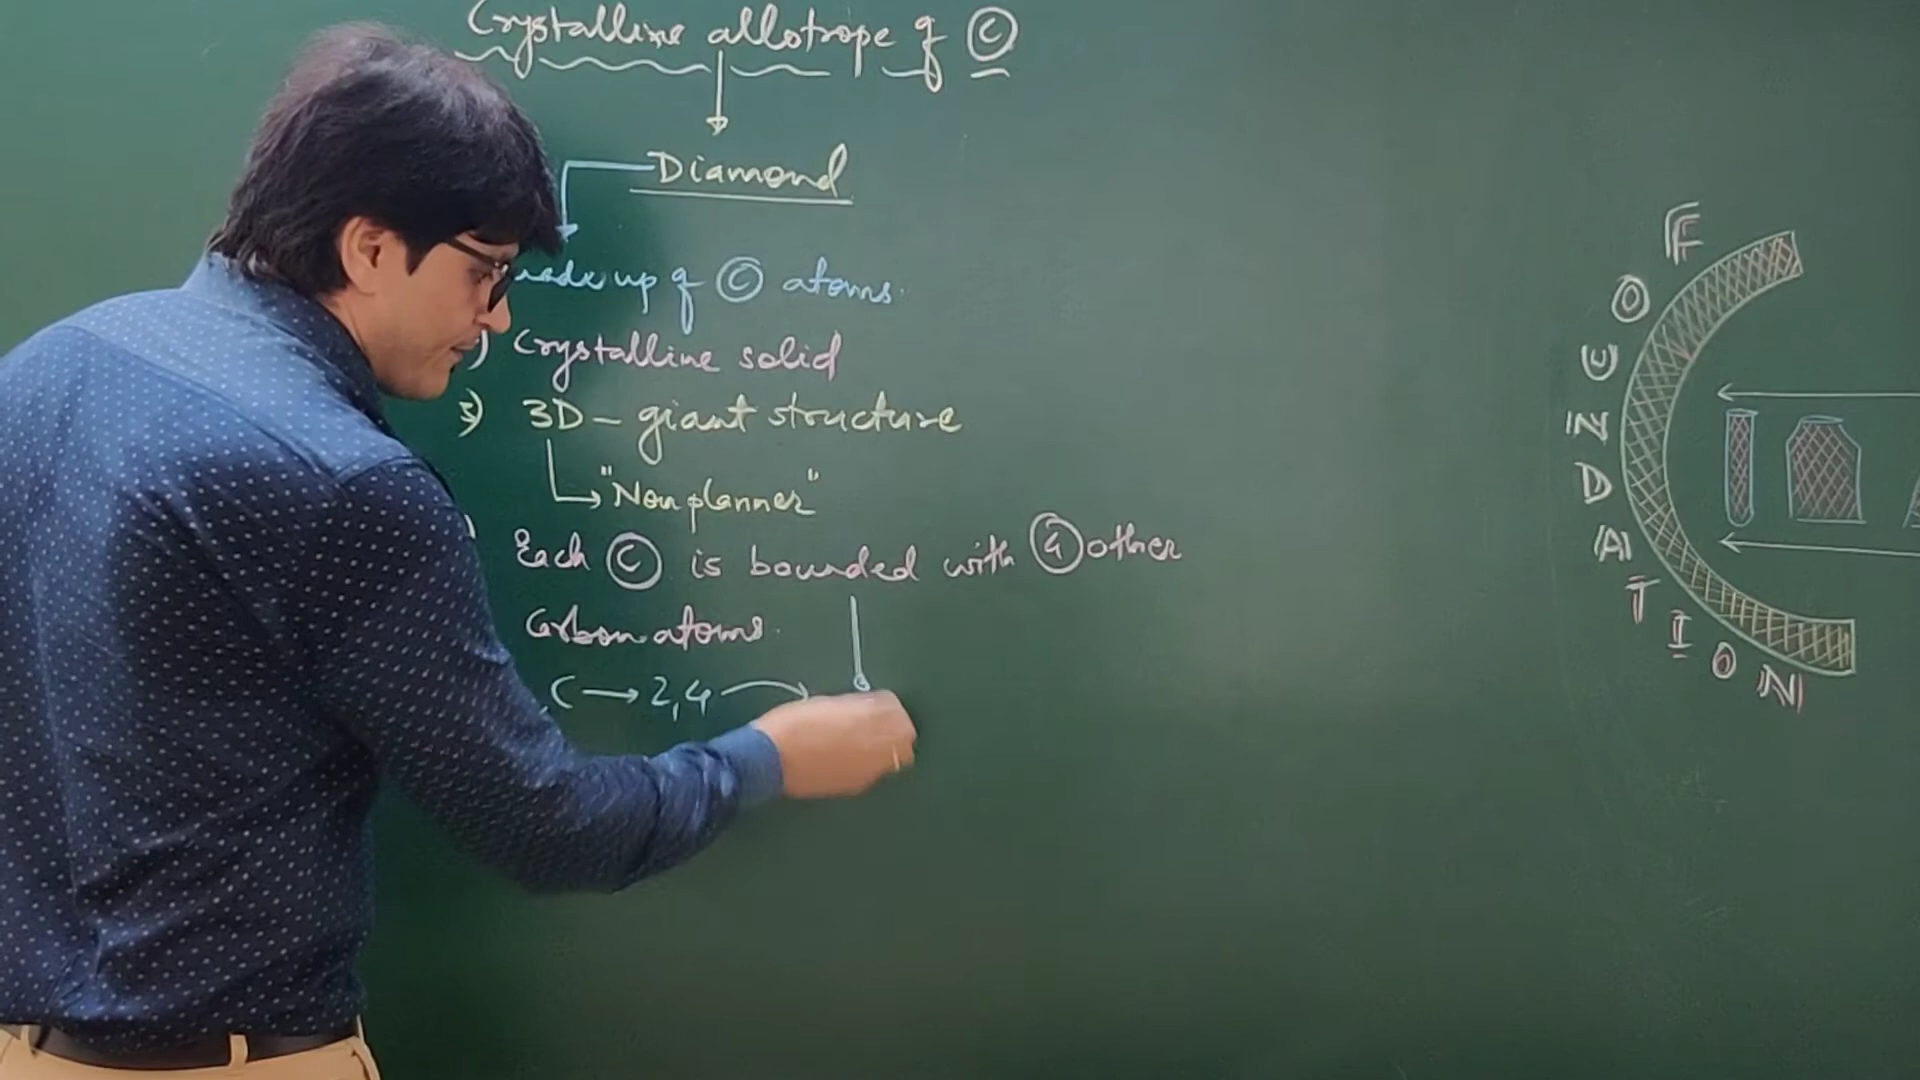 Crystalline allotrope of C
Diamond
made up of C atoms.
) Crystalline solid
3) 3D - giant structure
"Non planner"
) Each C is bounded with 4 other
Carbon atoms.
C → 2,4
FOUNDATION